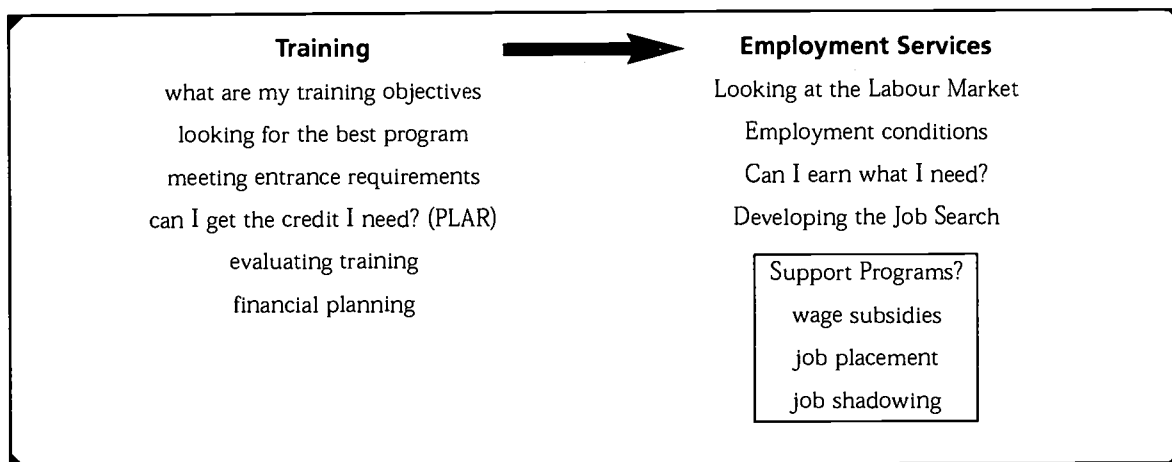 Training
what are my training objectives
looking for the best program
meeting entrance requirements
can I get the credit I need? (PLAR)
evaluating training
financial planning
Employment Services
Looking at the Labour Market
Employment conditions
Can I earn what I need?
Developing the Job Search
Support Programs?
wage subsidies
job placement
job shadowing